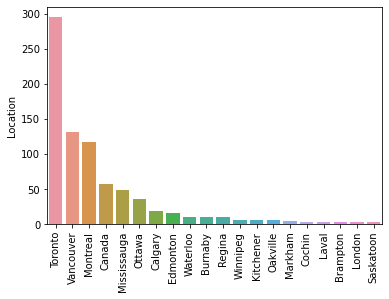 300
250
200
150
100
50
0
Location
Toronto
Vancouver
Montreal
Canada
Mississauga
Ottawa
Calgary
Edmonton
Waterloo
Burnaby
Regina
Winnipeg
Kitchener
Oakville
Markham
Cochin
Laval
Brampton
London
Saskatoon